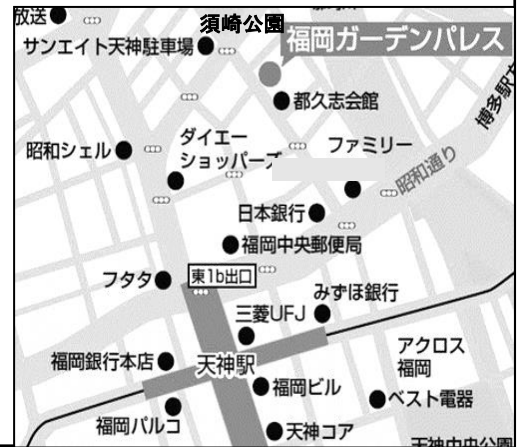 放送
須崎公園
サンエイト天神駐車場
福岡ガーデンパレス
都久志会館
昭和シェル
ダイエー
ショッパーズ
ファミリー
昭和通り
日本銀行
福岡中央郵便局
フタタ
東1b出口
みずほ銀行
三菱UFJ
福岡銀行本店
天神駅
アクロス
福岡
福岡ビル
ベスト電器
福岡パルコ
天神コア
天神中央公園